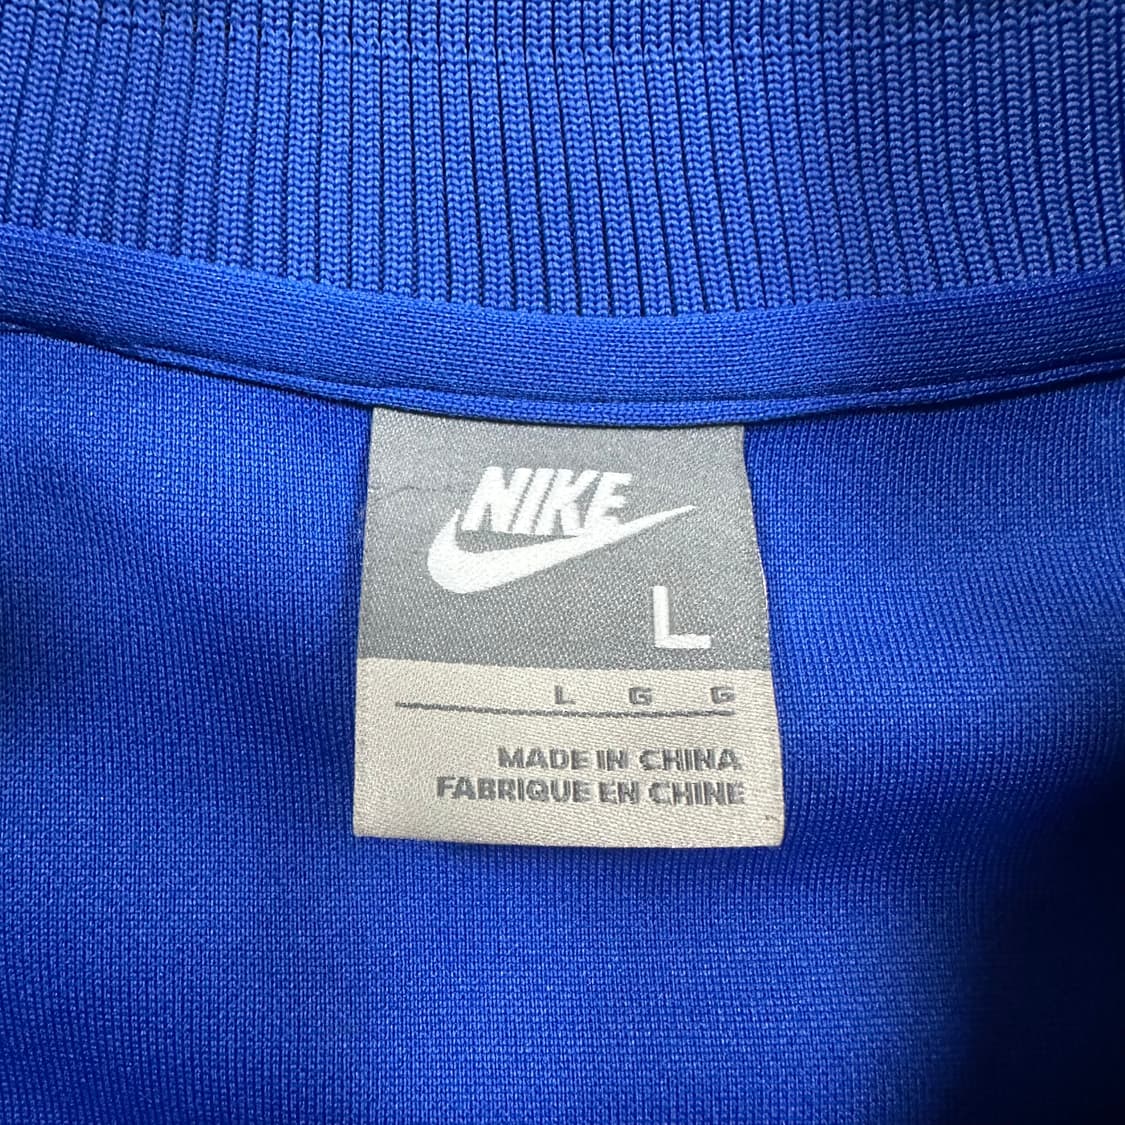 NIKE
L
L G G
MADE IN CHINA
FABRIQUE EN CHINE